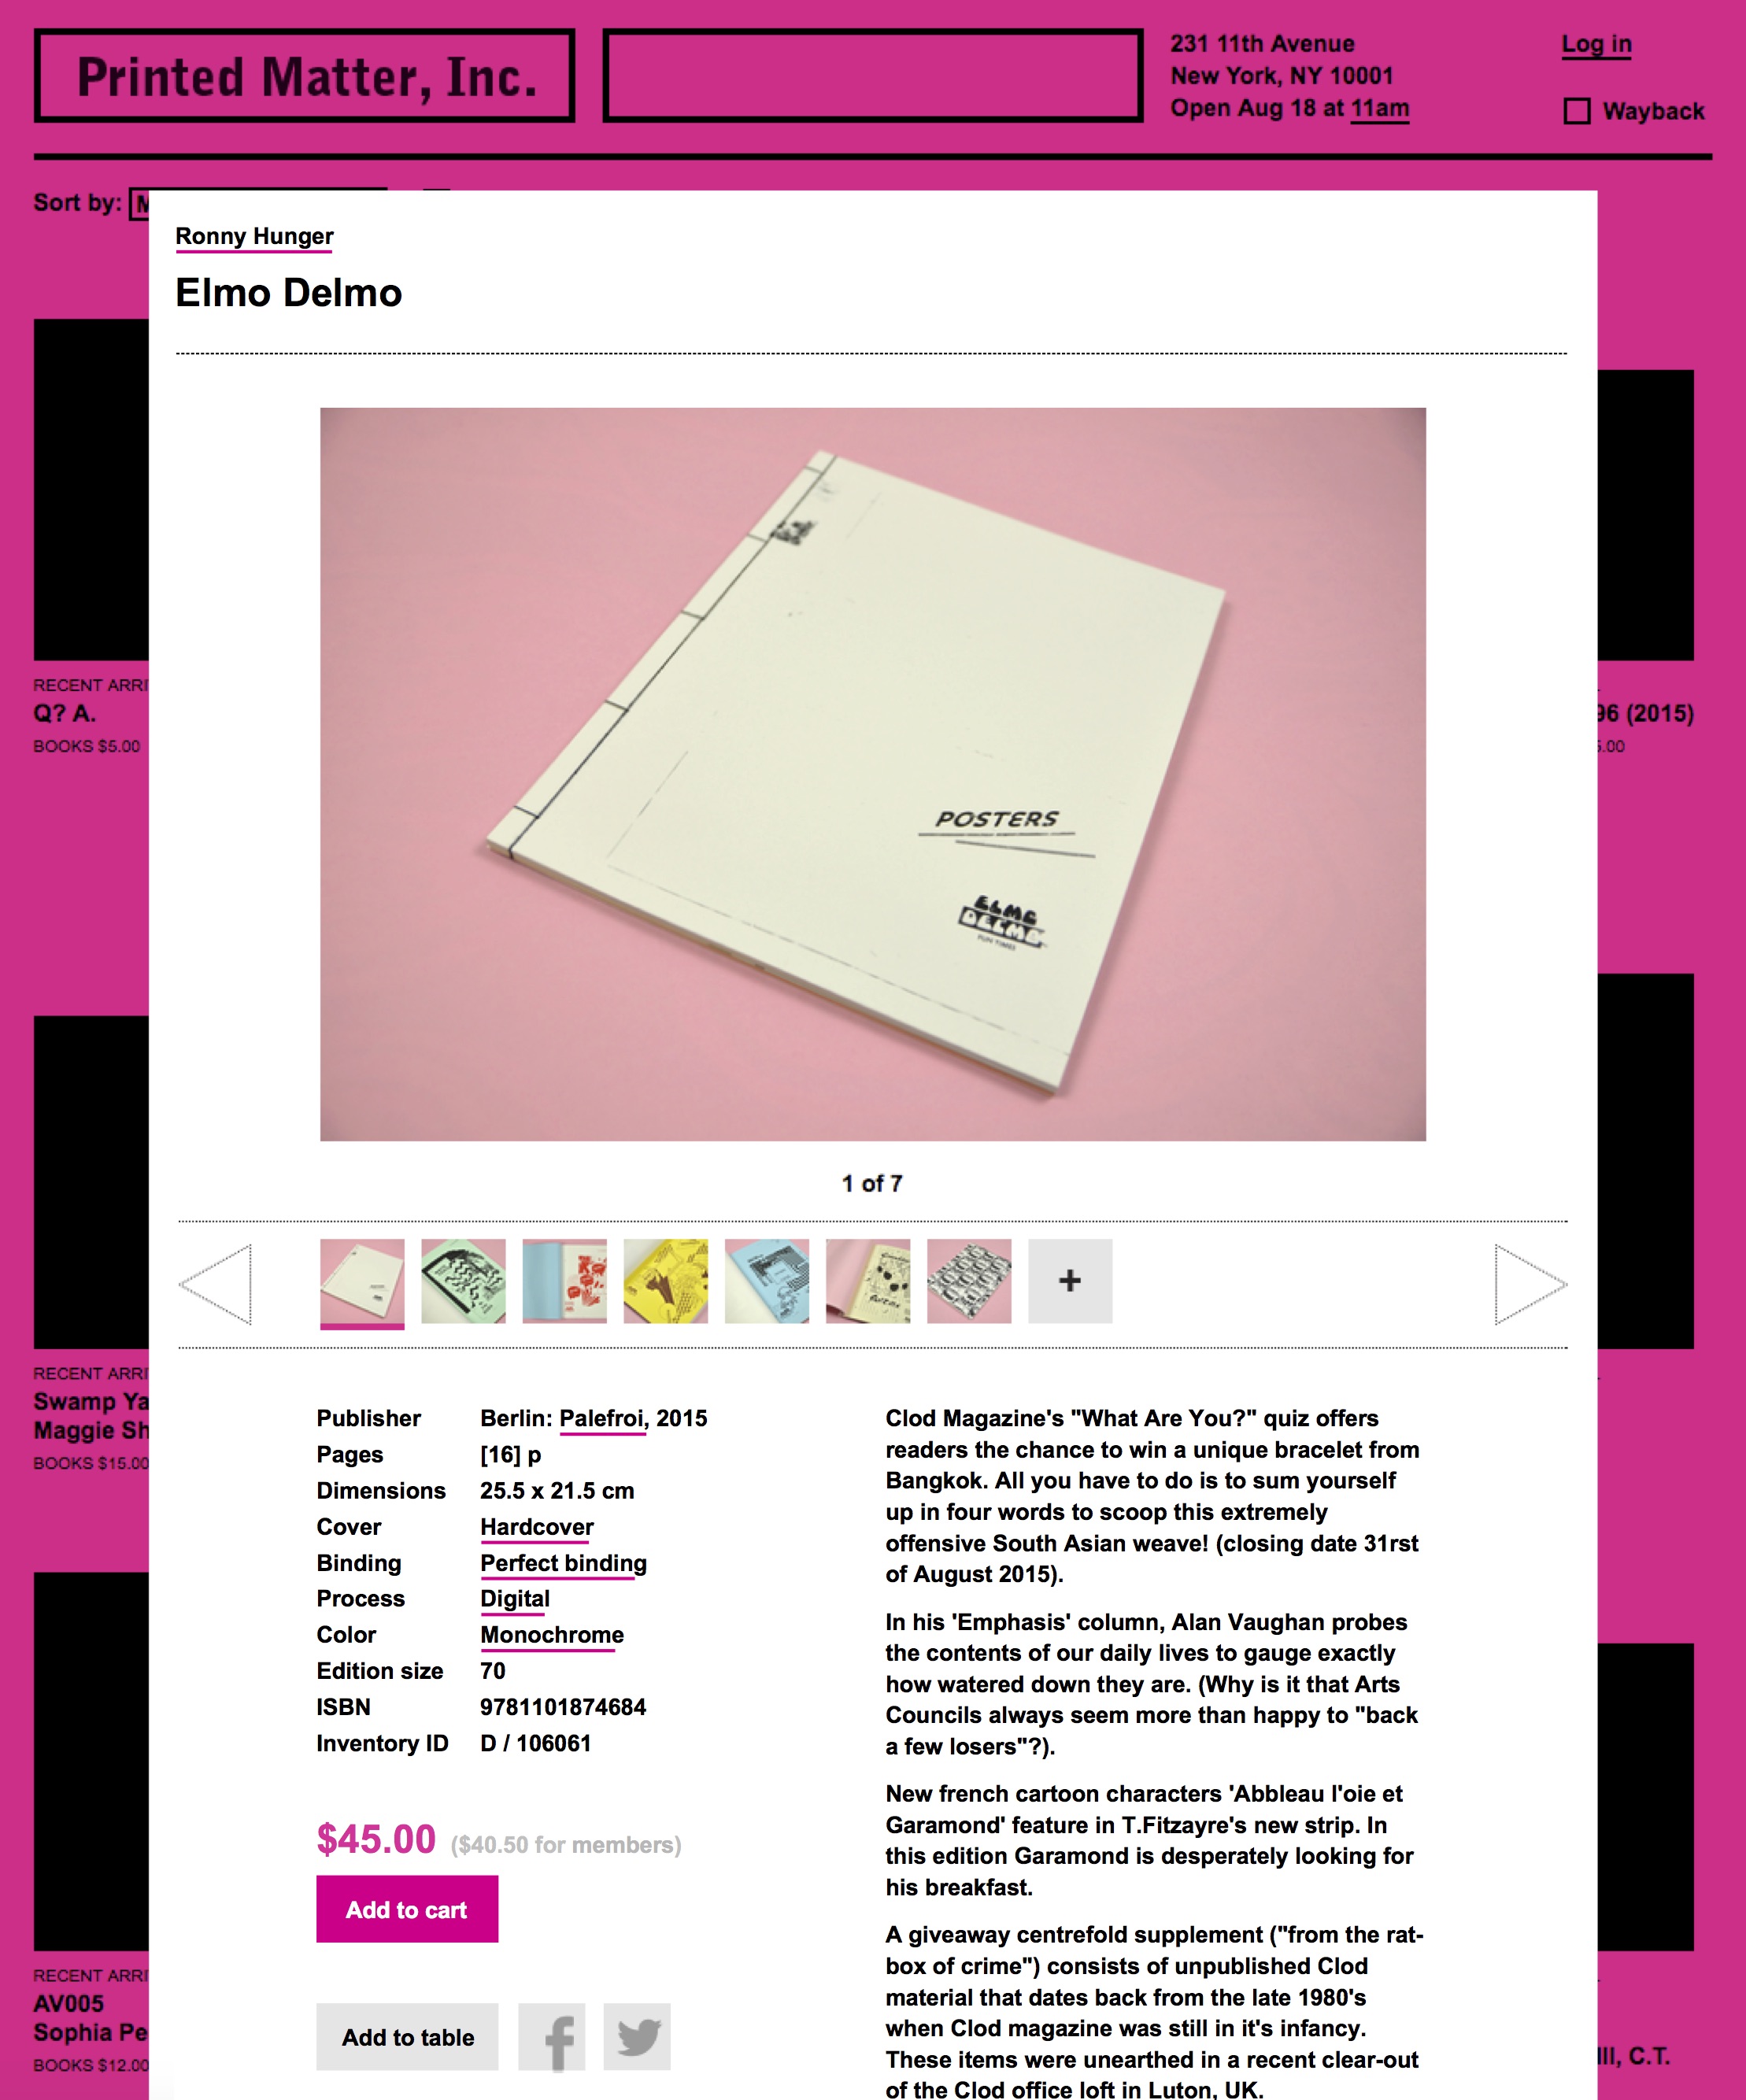 Printed Matter, Inc.
231 11th Avenue
New York, NY 10001
Open Aug 18 at 11am
Log in
Wayback
Sort by:
Ronny Hunger
Elmo Delmo
POSTERS
ELMO
DELMO
FUN TIMES
1 of 7
+
Publisher Berlin: Palefroi, 2015
Pages [16] p
Dimensions 25.5 x 21.5 cm
Cover Hardcover
Binding Perfect binding
Process Digital
Color Monochrome
Edition size 70
ISBN 9781101874684
Inventory ID D / 106061
$45.00 ($40.50 for members)
Add to cart
Add to table
Clod Magazine's "What Are You?" quiz offers
readers the chance to win a unique bracelet from
Bangkok. All you have to do is to sum yourself
up in four words to scoop this extremely
offensive South Asian weave! (closing date 31rst
of August 2015).
In his 'Emphasis' column, Alan Vaughan probes
the contents of our daily lives to gauge exactly
how watered down they are. (Why is it that Arts
Councils always seem more than happy to "back
a few losers"?).
New french cartoon characters 'Abbleau l'oie et
Garamond' feature in T.Fitzayre's new strip. In
this edition Garamond is desperately looking for
his breakfast.
A giveaway centrefold supplement ("from the rat-
box of crime") consists of unpublished Clod
material that dates back from the late 1980's
when Clod magazine was still in it's infancy.
These items were unearthed in a recent clear-out
of the Clod office loft in Luton, UK.
RECENT ARRI
Q? A.
BOOKS $5.00
96 (2015)
5.00
RECENT ARRI
Swamp Ya
Maggie Sh
BOOKS $15.00
RECENT ARRI
AV005
Sophia Pe
BOOKS $12.00
III, C.T.